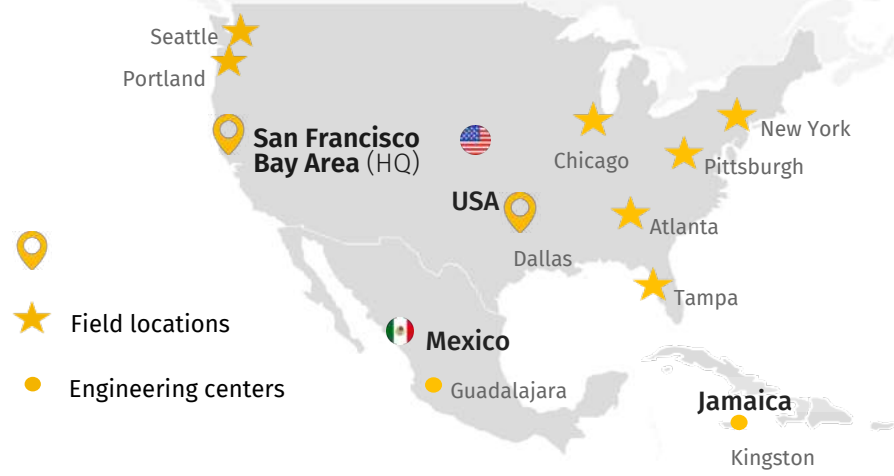 Seattle
Portland
San Francisco
Bay Area (HQ)
Chicago
New York
Pittsburgh
USA
Atlanta
Dallas
Tampa
Field locations
Mexico
Engineering centers
Guadalajara
Jamaica
Kingston